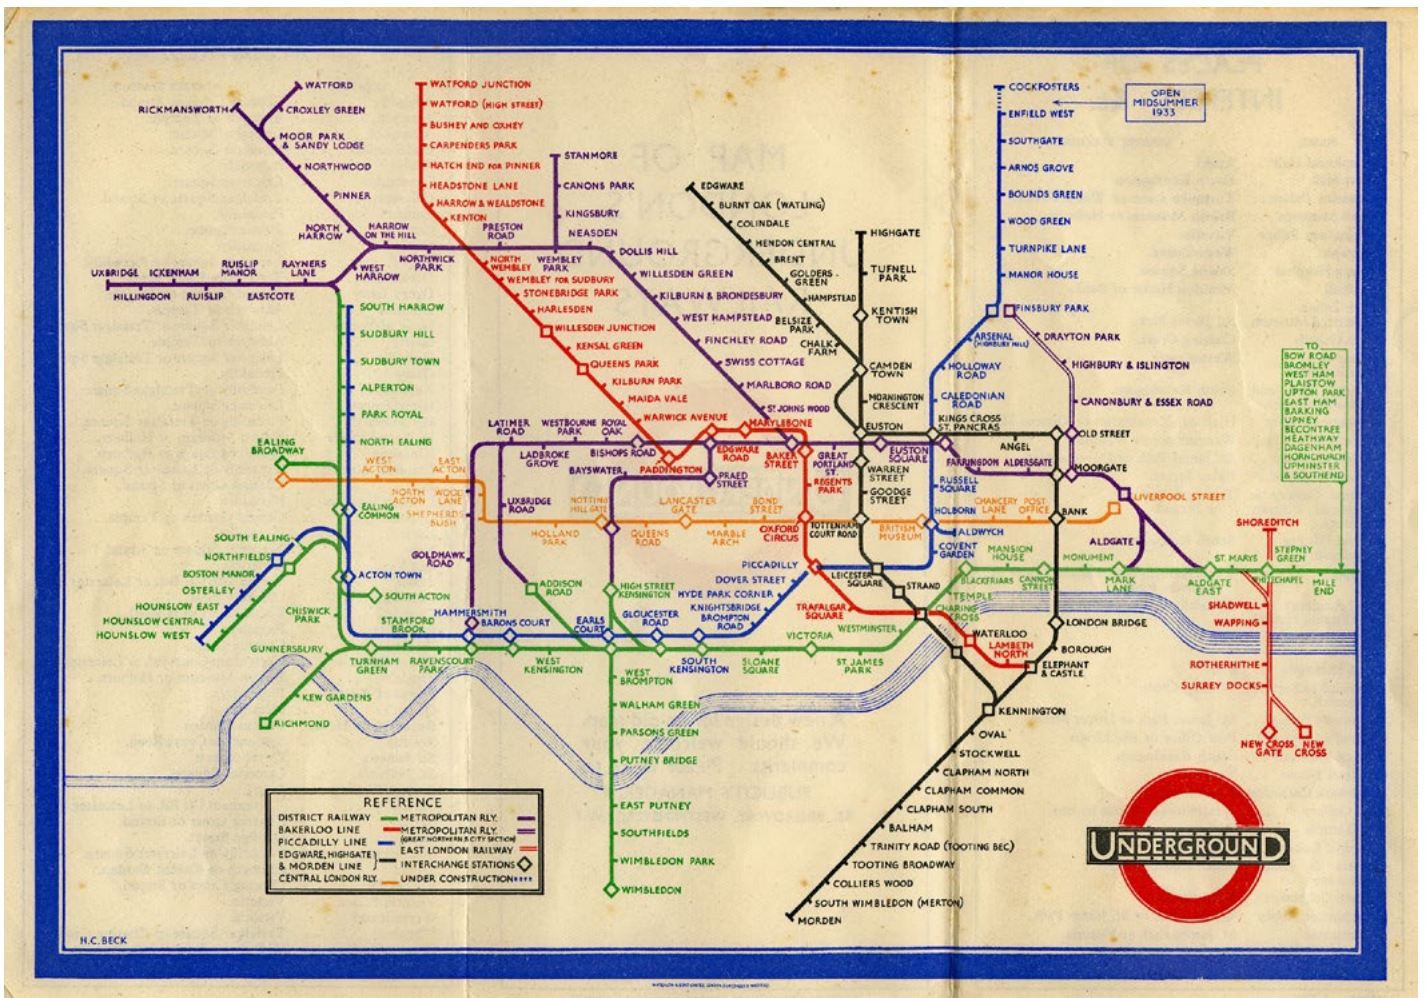 WATFORD
RICKMANSWORTH
CROXLEY GREEN
MOOR PARK
& SANDY LODGE
NORTHWOOD
PINNER
NORTH
HARROW
HARROW
ON THE HILL
NORTHWICK
PARK
PRESTON
ROAD
WEMBLEY
PARK
NEASDEN
STANMORE
CANONS PARK
KINGSBURY
DOLLIS HILL
WILLESDEN GREEN
KILBURN & BRONDESBURY
WEST HAMPSTEAD
FINCHLEY ROAD
SWISS COTTAGE
MARLBORO ROAD
ST JOHNS WOOD
UXBRIDGE
ICKENHAM
RUISLIP
MANOR
RAYNERS
LANE
WEST
HARROW
HILLINGDON
RUISLIP
EASTCOTE
WATFORD JUNCTION
WATFORD (HIGH STREET)
BUSHEY AND OXHEY
CARPENDERS PARK
HATCH END FOR PINNER
HEADSTONE LANE
HARROW & WEALDSTONE
KENTON
NORTH
WEMBLEY
WEMBLEY FOR SUDBURY
STONEBRIDGE PARK
HARLESDEN
WILLESDEN JUNCTION
KENSAL GREEN
QUEENS PARK
KILBURN PARK
MAIDA VALE
WARWICK AVENUE
PADDINGTON
MARYLEBONE
EDGWARE
BURNT OAK (WATLING)
COLINDALE
HENDON CENTRAL
BRENT
GOLDERS
GREEN
HAMPSTEAD
BELSIZE
PARK
CHALK
FARM
HIGHGATE
TUFNELL
PARK
KENTISH
TOWN
CAMDEN
TOWN
MORNINGTON
CRESCENT
EUSTON
COCKFOSTERS
OPEN
MIDSUMMER
1933
ENFIELD WEST
SOUTHGATE
ARNOS GROVE
BOUNDS GREEN
WOOD GREEN
TURNPIKE LANE
MANOR HOUSE
FINSBURY PARK
ARSENAL
(HIGHBURY HILL)
HOLLOWAY
ROAD
CALEDONIAN
ROAD
KINGS CROSS
ST. PANCRAS
DRAYTON PARK
HIGHBURY & ISLINGTON
CANONBURY & ESSEX ROAD
OLD STREET
ANGEL
MOORGATE
TO
BOW ROAD
BROMLEY
WEST HAM
PLAISTOW
UPTON PARK
EAST HAM
BARKING
UPNEY
BECONTREE
HEATHWAY
DAGENHAM
HORNCHURCH
UPMINSTER
& SOUTHEND
SOUTH HARROW
SUDBURY HILL
SUDBURY TOWN
ALPERTON
PARK ROYAL
NORTH EALING
EALING
BROADWAY
EALING
COMMON
WEST
ACTON
EAST
ACTON
NORTH
ACTON
WOOD
LANE
SHEPHERDS
BUSH
LATIMER
ROAD
LADBROKE
GROVE
WESTBOURNE
PARK
ROYAL
OAK
BISHOPS ROAD
BAYSWATER
EDGWARE
ROAD
PRAED
STREET
BAKER
STREET
GREAT
PORTLAND
ST.
EUSTON
SQUARE
FARRINGDON
ALDERSGATE
REGENTS
PARK
WARREN
STREET
GOODGE
STREET
RUSSELL
SQUARE
UXBRIDGE
ROAD
HOLLAND
PARK
NOTTING
HILL GATE
QUEENS
ROAD
LANCASTER
GATE
MARBLE
ARCH
BOND
STREET
OXFORD
CIRCUS
TOTTENHAM
COURT ROAD
BRITISH
MUSEUM
HOLBORN
ALDWYCH
CHANCERY
LANE
POST
OFFICE
BANK
LIVERPOOL STREET
ALDGATE
SOUTH EALING
NORTHFIELDS
BOSTON MANOR
OSTERLEY
HOUNSLOW EAST
HOUNSLOW CENTRAL
HOUNSLOW WEST
ACTON TOWN
SOUTH ACTON
CHISWICK
PARK
GOLDHAWK
ROAD
ADDISON
ROAD
HIGH STREET
KENSINGTON
PICCADILLY
DOVER STREET
HYDE PARK CORNER
KNIGHTSBRIDGE
BROMPTON
ROAD
COVENT
GARDEN
LEICESTER
SQUARE
STRAND
TRAFALGAR
SQUARE
MANSION
HOUSE
BLACKFRIARS
CANNON
STREET
MONUMENT
MARK
LANE
TEMPLE
CHARING
CROSS
WESTMINSTER
ALDGATE
EAST
ST. MARYS
STEPNEY
GREEN
WHITECHAPEL
MILE
END
SHOREDITCH
SHADWELL
WAPPING
ROTHERHITHE
SURREY DOCKS
NEW CROSS
GATE
NEW
CROSS
GUNNERSBURY
KEW GARDENS
RICHMOND
TURNHAM
GREEN
STAMFORD
BROOK
RAVENSCOURT
PARK
HAMMERSMITH
BARONS COURT
WEST
KENSINGTON
EARLS
COURT
GLOUCESTER
ROAD
SOUTH
KENSINGTON
SLOANE
SQUARE
VICTORIA
ST. JAMES
PARK
WATERLOO
LAMBETH
NORTH
ELEPHANT
& CASTLE
LONDON BRIDGE
BOROUGH
KENNINGTON
OVAL
STOCKWELL
CLAPHAM NORTH
CLAPHAM COMMON
CLAPHAM SOUTH
BALHAM
TRINITY ROAD (TOOTING BEC)
TOOTING BROADWAY
COLLIERS WOOD
SOUTH WIMBLEDON (MERTON)
MORDEN
WEST
BROMPTON
WALHAM GREEN
PARSONS GREEN
PUTNEY BRIDGE
EAST PUTNEY
SOUTHFIELDS
WIMBLEDON PARK
WIMBLEDON
REFERENCE
DISTRICT RAILWAY
BAKERLOO LINE
PICCADILLY LINE
EDGWARE, HIGHGATE
& MORDEN LINE
CENTRAL LONDON RLY.
METROPOLITAN RLY.
METROPOLITAN RLY.
(GREAT NORTHERN & CITY SECTION)
EAST LONDON RAILWAY
INTERCHANGE STATIONS
UNDER CONSTRUCTION
UNDERGROUND
H.C. BECK